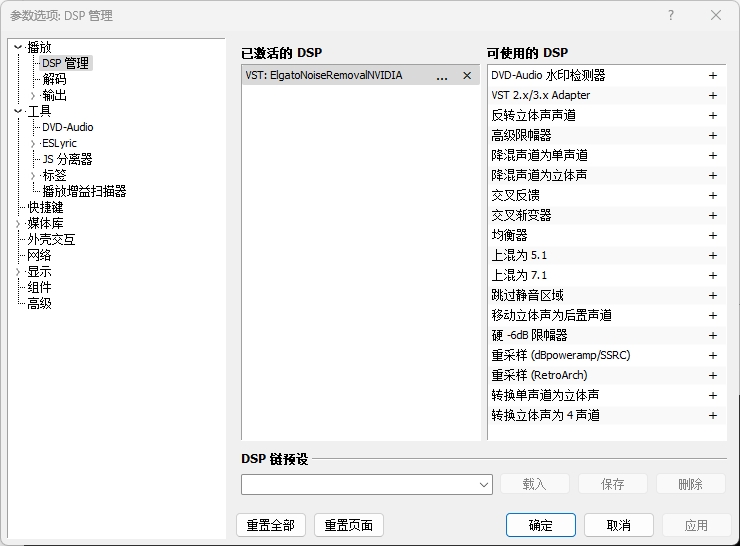 参数选项: DSP 管理
?
播放
DSP 管理
解码
输出
工具
DVD-Audio
ESLyric
JS 分离器
标签
播放增益扫描器
快捷键
媒体库
外壳交互
网络
显示
组件
高级
已激活的 DSP
VST: ElgatoNoiseRemovalNVIDIA ... ×
可使用的 DSP
DVD-Audio 水印检测器 +
VST 2.x/3.x Adapter +
反转立体声声道 +
高级限幅器 +
降混声道为单声道 +
降混声道为立体声 +
交叉反馈 +
交叉渐变器 +
均衡器 +
上混为 5.1 +
上混为 7.1 +
跳过静音区域 +
移动立体声为后置声道 +
硬 -6dB 限幅器 +
重采样 (dBpoweramp/SSRC) +
重采样 (RetroArch) +
转换单声道为立体声 +
转换立体声为 4 声道 +
DSP 链预设
载入 保存 删除
重置全部 重置页面 确定 取消 应用